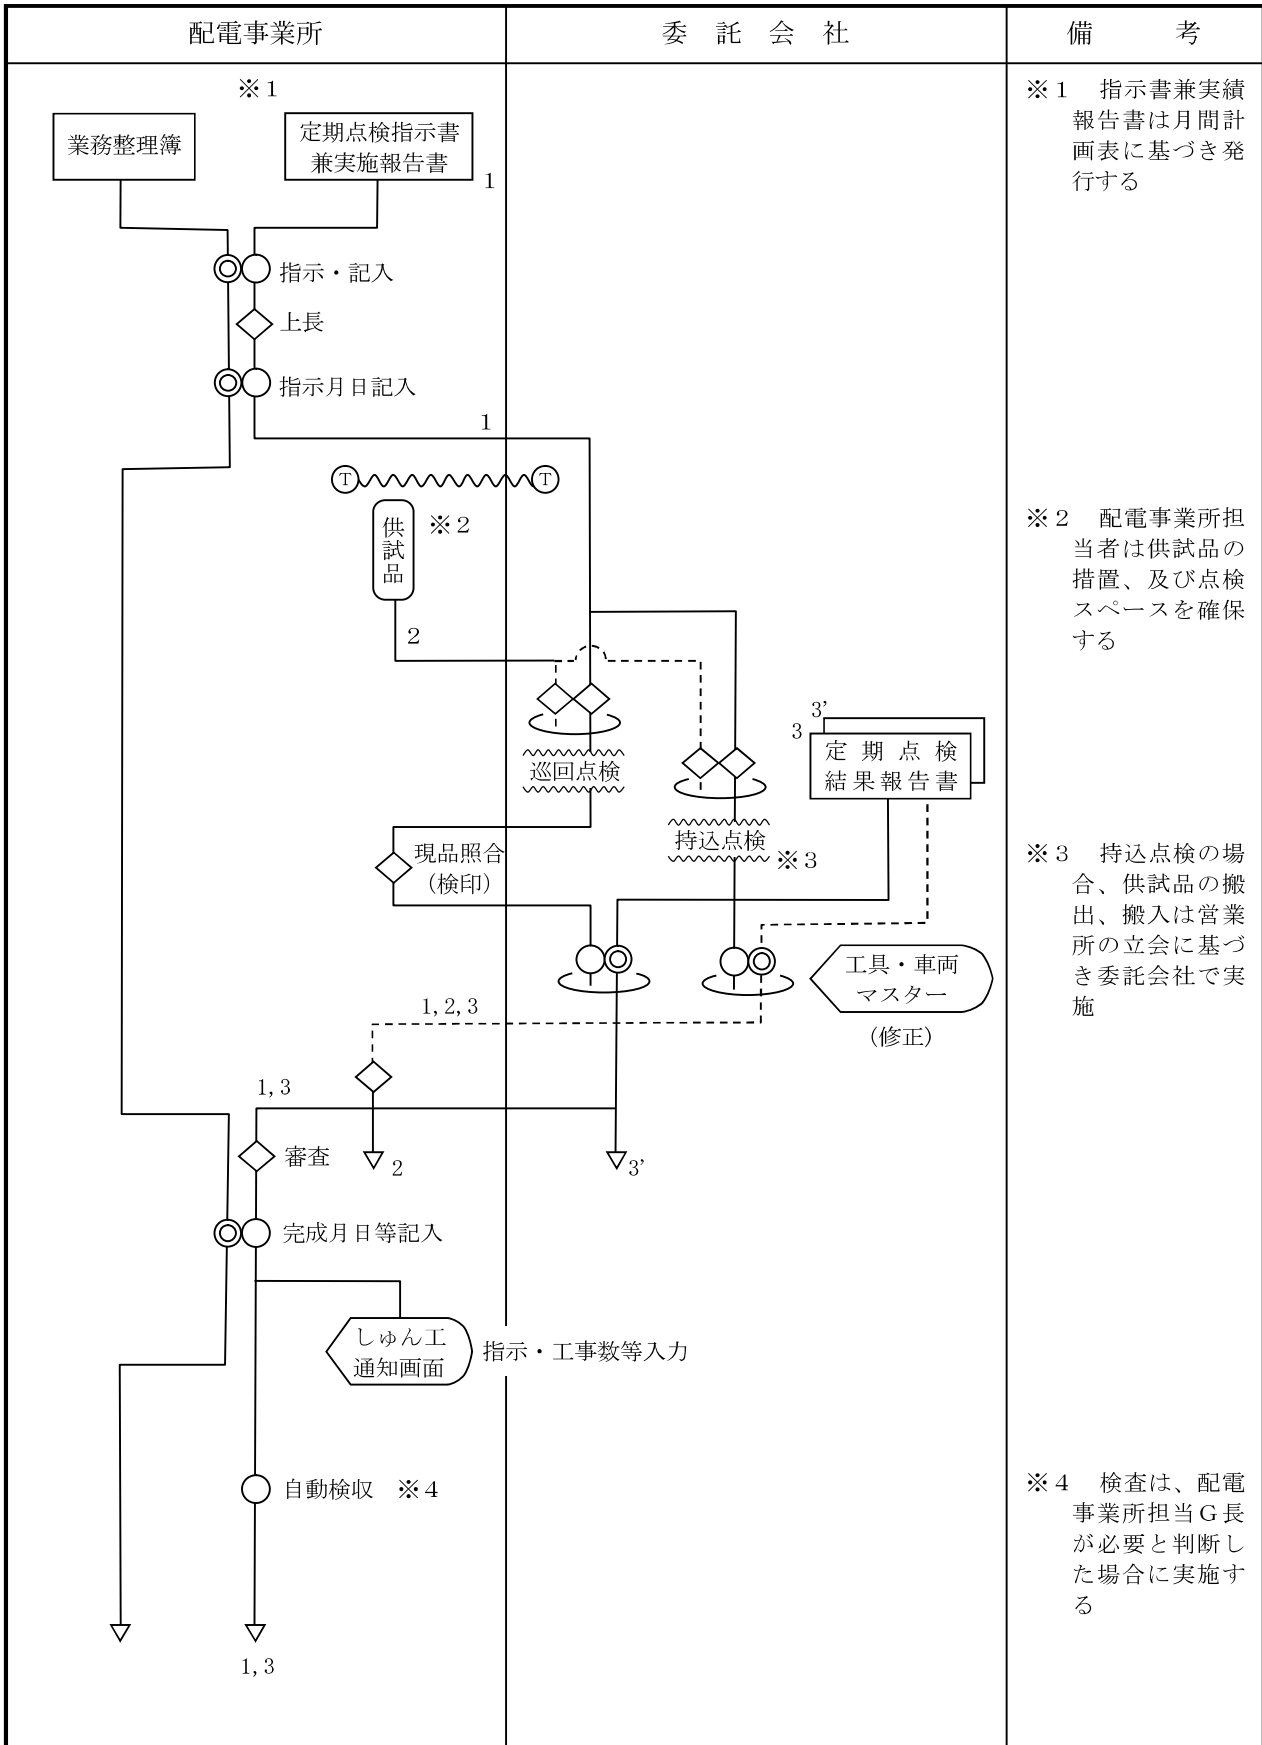 配電事業所
委託会社
備考
※1
業務整理簿
定期点検指示書
兼実施報告書
1
指示・記入
上長
指示月日記入
1
T
T
供試品
※2
2
3’
3
定期点検
結果報告書
巡回点検
持込点検
※3
現品照合
(検印)
工具・車両
マスター
(修正)
1, 2, 3
1, 3
審査
2
3’
完成月日等記入
しゅん工
通知画面
指示・工事数等入力
自動検収 ※4
1, 3
※1 指示書兼実績
報告書は月間計
画表に基づき発
行する
※2 配電事業所担
当者は供試品の
措置、及び点検
スペースを確保
する
※3 持込点検の場
合、供試品の搬
出、搬入は営業
所の立会に基づ
き委託会社で実
施
※4 検査は、配電
事業所担当G長
が必要と判断し
た場合に実施す
る